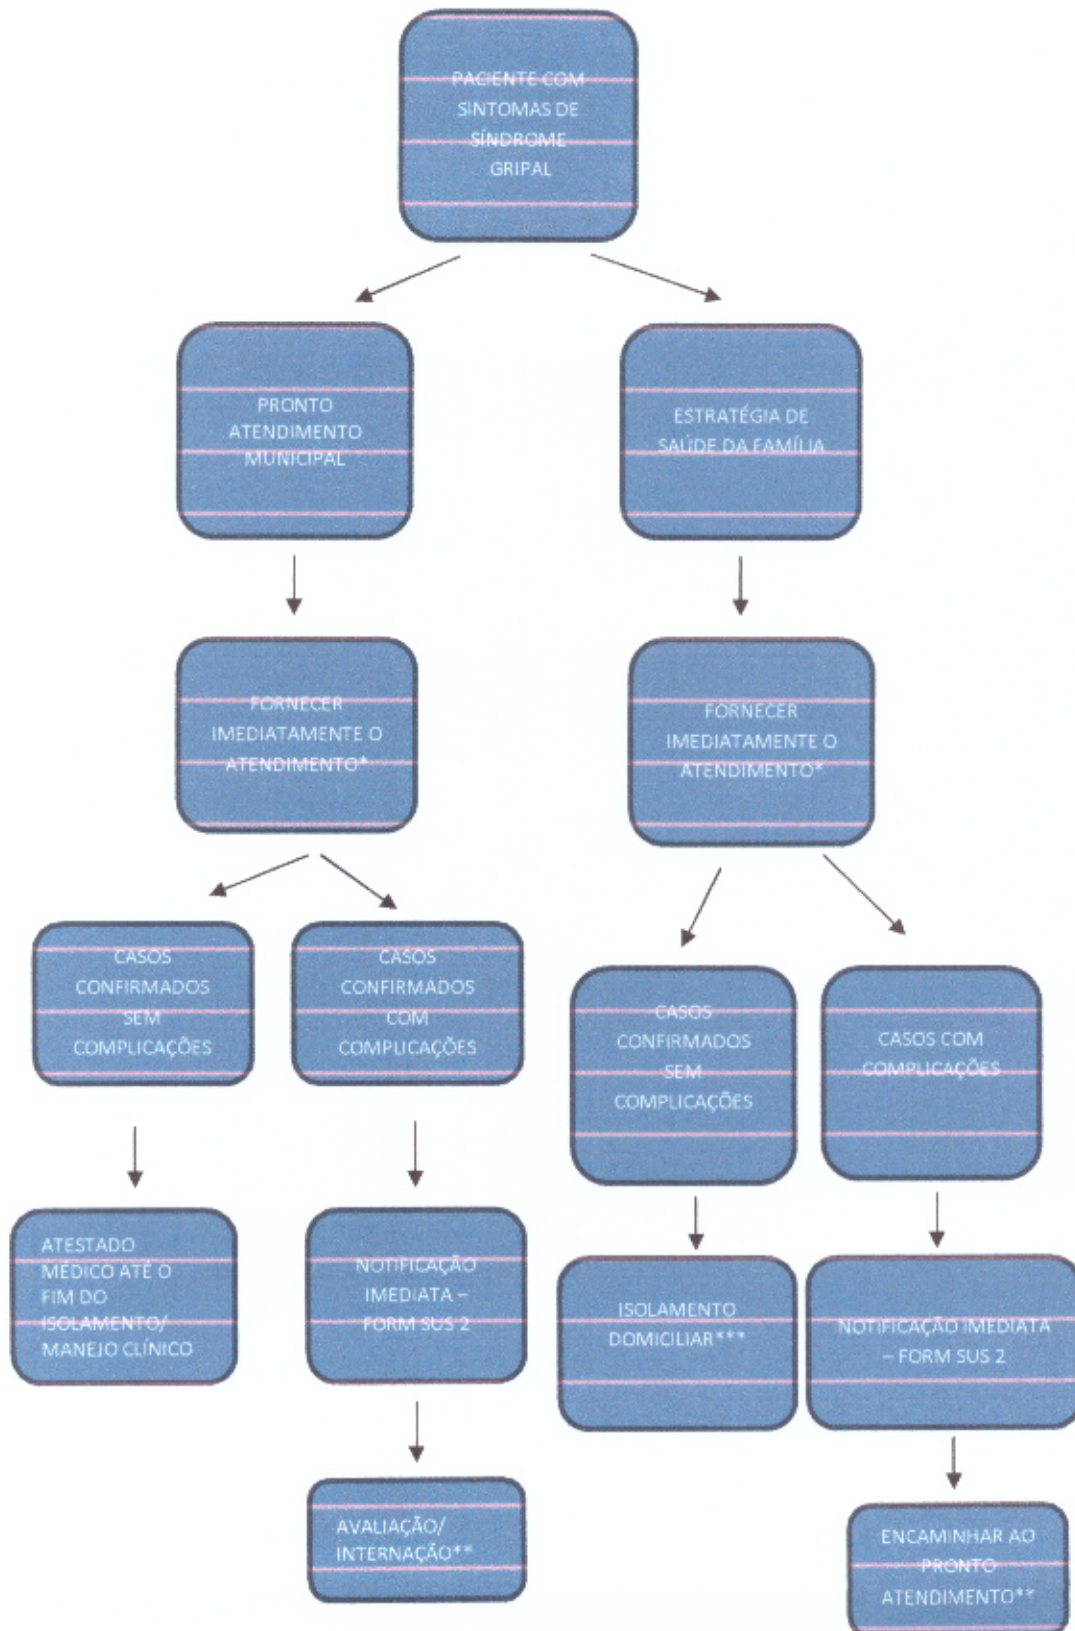 PACIENTE COM
SINTOMAS DE
SÍNDROME
GRIPAL
PRONTO
ATENDIMENTO
MUNICIPAL
ESTRATÉGIA DE
SAÚDE DA FAMÍLIA
FORNECER
IMEDIATAMENTE O
ATENDIMENTO*
FORNECER
IMEDIATAMENTE O
ATENDIMENTO*
CASOS
CONFIRMADOS
SEM
COMPLICAÇÕES
CASOS
CONFIRMADOS
COM
COMPLICAÇÕES
CASOS
CONFIRMADOS
SEM
COMPLICAÇÕES
CASOS COM
COMPLICAÇÕES
ATESTADO
MÉDICO ATÉ O
FIM DO
ISOLAMENTO/
MANEJO CLÍNICO
NOTIFICAÇÃO
IMEDIATA –
FORM SUS 2
ISOLAMENTO
DOMICILIAR***
NOTIFICAÇÃO IMEDIATA
– FORM SUS 2
AVALIAÇÃO/
INTERNAÇÃO**
ENCAMINHAR AO
PRONTO
ATENDIMENTO**